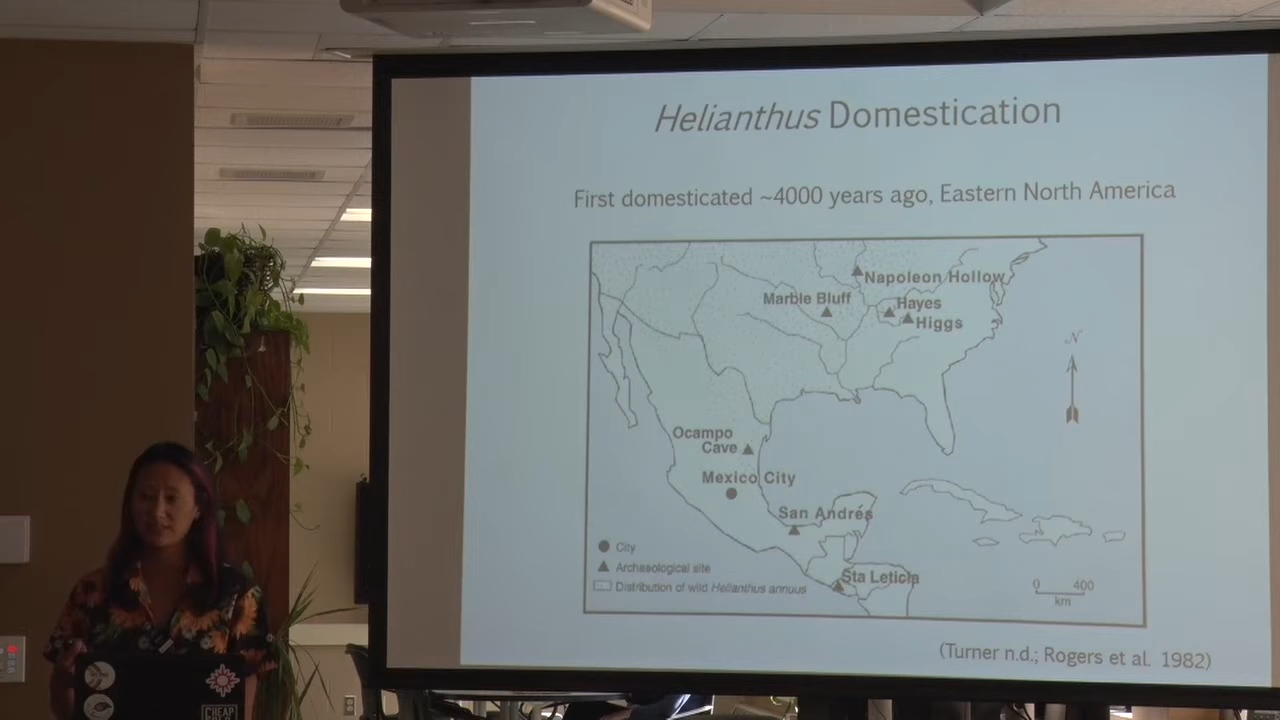 Helianthus Domestication
First domesticated ~4000 years ago, Eastern North America
Napoleon Hollow
Marble Bluff
Hayes
Higgs
N
Ocampo
Cave
Mexico City
San Andrés
City
Archaeological site
Sta Leticia
Distribution of wild Helianthus annuus
0 400
km
(Turner n.d.; Rogers et al. 1982)
CHEAP